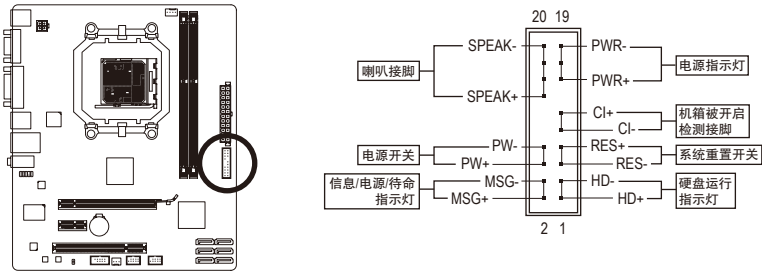 20 19
SPEAK-
PWR-
喇叭接脚
电源指示灯
PWR+
SPEAK+
CI+
机箱被开启
检测接脚
CI-
PW-
RES+
电源开关
系统重置开关
PW+
RES-
信息/电源/待命
指示灯
MSG-
HD-
硬盘运行
指示灯
MSG+
HD+
2 1